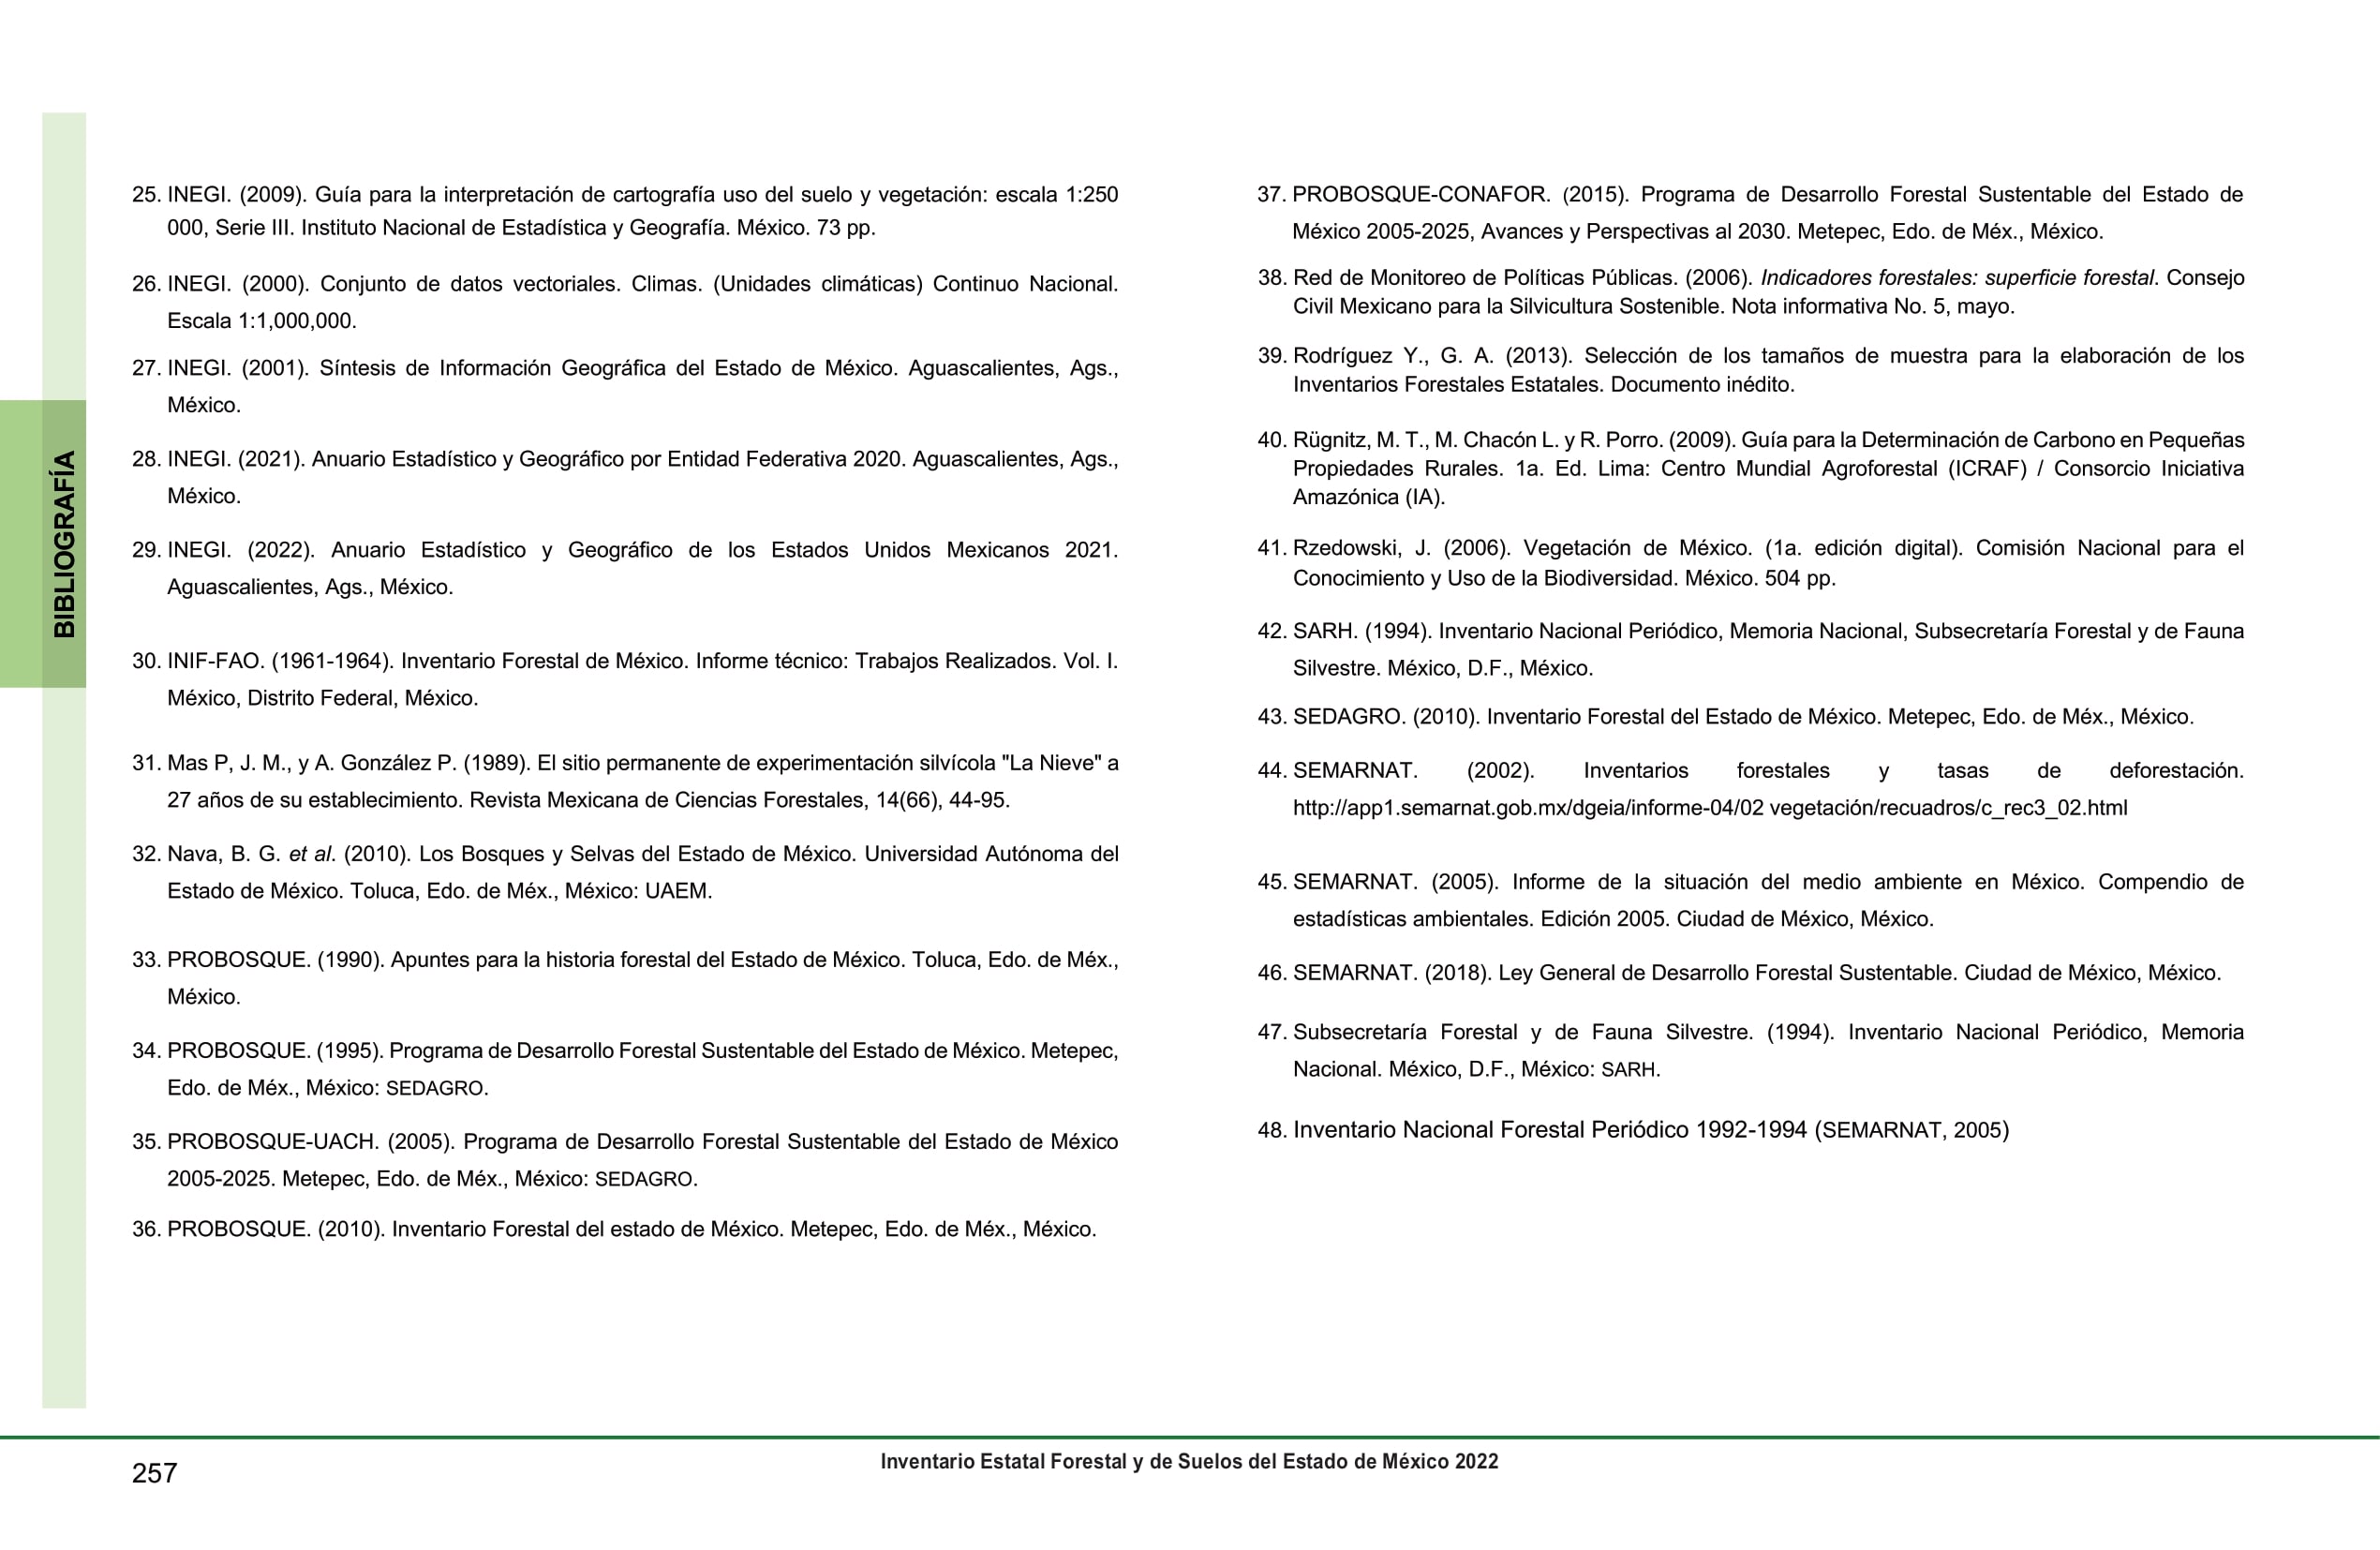 BIBLIOGRAFÍA
25. INEGI. (2009). Guía para la interpretación de cartografía uso del suelo y vegetación: escala 1:250
000, Serie III. Instituto Nacional de Estadística y Geografía. México. 73 pp.
26. INEGI. (2000). Conjunto de datos vectoriales. Climas. (Unidades climáticas) Continuo Nacional.
Escala 1:1,000,000.
27. INEGI. (2001). Síntesis de Información Geográfica del Estado de México. Aguascalientes, Ags.,
México.
28. INEGI. (2021). Anuario Estadístico y Geográfico por Entidad Federativa 2020. Aguascalientes, Ags.,
México.
29. INEGI. (2022). Anuario Estadístico y Geográfico de los Estados Unidos Mexicanos 2021.
Aguascalientes, Ags., México.
30. INIF-FAO. (1961-1964). Inventario Forestal de México. Informe técnico: Trabajos Realizados. Vol. I.
México, Distrito Federal, México.
31. Mas P, J. M., y A. González P. (1989). El sitio permanente de experimentación silvícola "La Nieve" a
27 años de su establecimiento. Revista Mexicana de Ciencias Forestales, 14(66), 44-95.
32. Nava, B. G. et al. (2010). Los Bosques y Selvas del Estado de México. Universidad Autónoma del
Estado de México. Toluca, Edo. de Méx., México: UAEM.
33. PROBOSQUE. (1990). Apuntes para la historia forestal del Estado de México. Toluca, Edo. de Méx.,
México.
34. PROBOSQUE. (1995). Programa de Desarrollo Forestal Sustentable del Estado de México. Metepec,
Edo. de Méx., México: SEDAGRO.
35. PROBOSQUE-UACH. (2005). Programa de Desarrollo Forestal Sustentable del Estado de México
2005-2025. Metepec, Edo. de Méx., México: SEDAGRO.
36. PROBOSQUE. (2010). Inventario Forestal del estado de México. Metepec, Edo. de Méx., México.
37. PROBOSQUE-CONAFOR. (2015). Programa de Desarrollo Forestal Sustentable del Estado de
México 2005-2025, Avances y Perspectivas al 2030. Metepec, Edo. de Méx., México.
38. Red de Monitoreo de Políticas Públicas. (2006). Indicadores forestales: superficie forestal. Consejo
Civil Mexicano para la Silvicultura Sostenible. Nota informativa No. 5, mayo.
39. Rodríguez Y., G. A. (2013). Selección de los tamaños de muestra para la elaboración de los
Inventarios Forestales Estatales. Documento inédito.
40. Rügnitz, M. T., M. Chacón L. y R. Porro. (2009). Guía para la Determinación de Carbono en Pequeñas
Propiedades Rurales. 1a. Ed. Lima: Centro Mundial Agroforestal (ICRAF) / Consorcio Iniciativa
Amazónica (IA).
41. Rzedowski, J. (2006). Vegetación de México. (1a. edición digital). Comisión Nacional para el
Conocimiento y Uso de la Biodiversidad. México. 504 pp.
42. SARH. (1994). Inventario Nacional Periódico, Memoria Nacional, Subsecretaría Forestal y de Fauna
Silvestre. México, D.F., México.
43. SEDAGRO. (2010). Inventario Forestal del Estado de México. Metepec, Edo. de Méx., México.
44. SEMARNAT. (2002). Inventarios forestales y tasas de deforestación.
http://app1.semarnat.gob.mx/dgeia/informe-04/02 vegetación/recuadros/c_rec3_02.html
45. SEMARNAT. (2005). Informe de la situación del medio ambiente en México. Compendio de
estadísticas ambientales. Edición 2005. Ciudad de México, México.
46. SEMARNAT. (2018). Ley General de Desarrollo Forestal Sustentable. Ciudad de México, México.
47. Subsecretaría Forestal y de Fauna Silvestre. (1994). Inventario Nacional Periódico, Memoria
Nacional. México, D.F., México: SARH.
48. Inventario Nacional Forestal Periódico 1992-1994 (SEMARNAT, 2005)
257
Inventario Estatal Forestal y de Suelos del Estado de México 2022